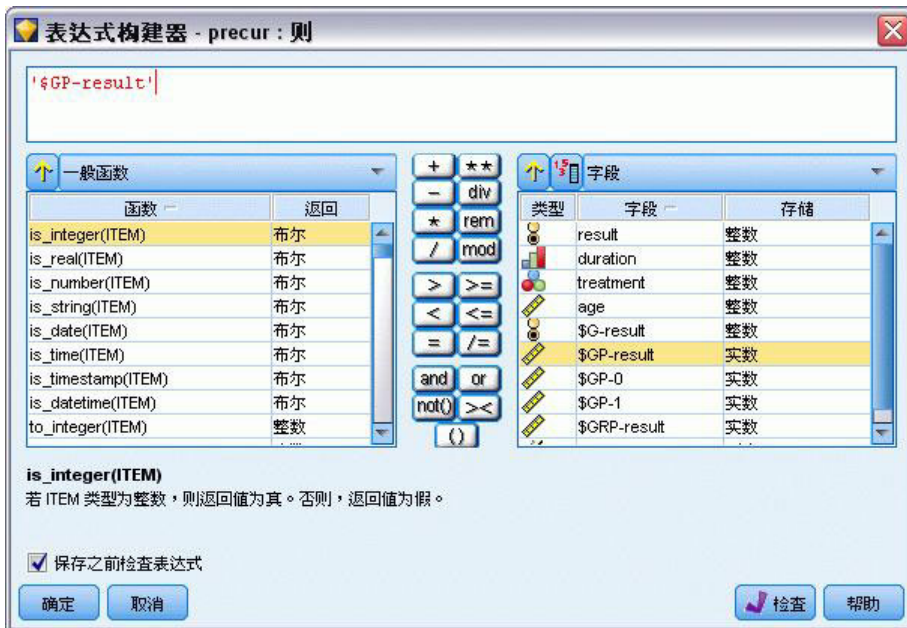 表达式构建器 - precur : 则
'$GP-result'
一般函数
函数 返回
is_integer(ITEM) 布尔
is_real(ITEM) 布尔
is_number(ITEM) 布尔
is_string(ITEM) 布尔
is_date(ITEM) 布尔
is_time(ITEM) 布尔
is_timestamp(ITEM) 布尔
is_datetime(ITEM) 布尔
to_integer(ITEM) 整数
+ **
- div
* rem
/ mod
> >=
< <=
= /=
and or
not() ><
()
字段
类型 字段 存储
result 整数
duration 整数
treatment 整数
age 整数
$G-result 整数
$GP-result 实数
$GP-0 实数
$GP-1 实数
$GRP-result 实数
is_integer(ITEM)
若 ITEM 类型为整数，则返回值为真。否则，返回值为假。
保存之前检查表达式
确定 取消 检查 帮助